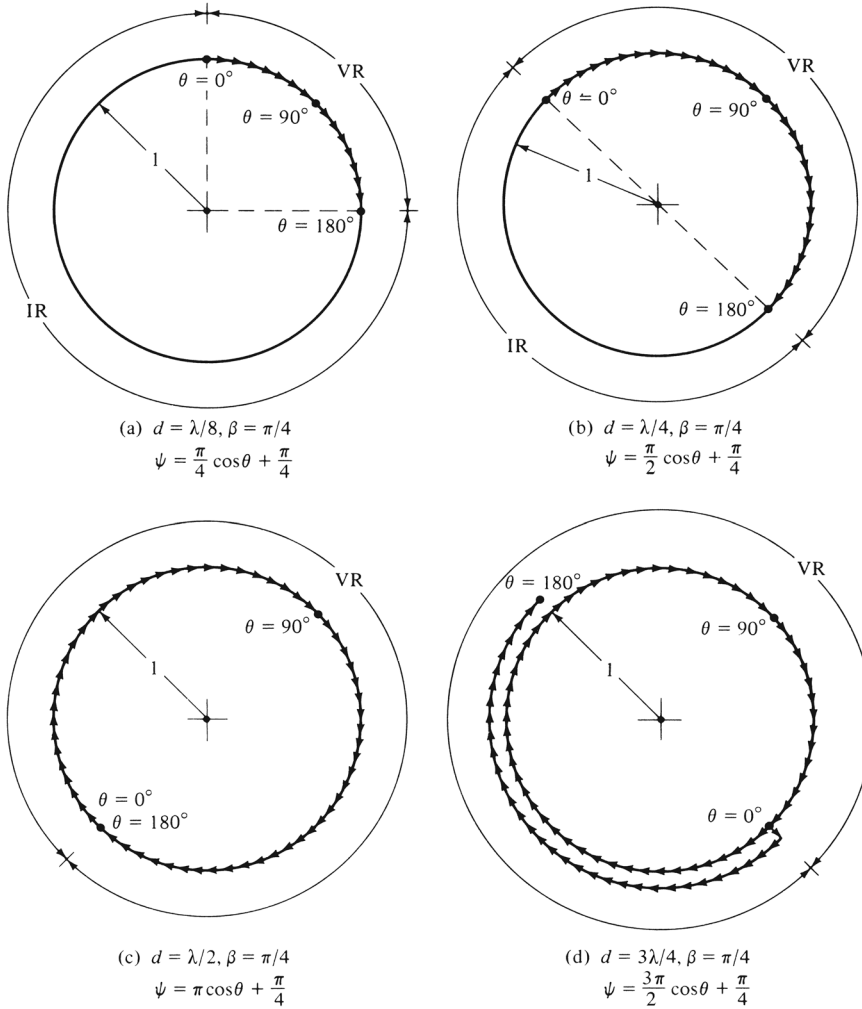 VR
θ = 0°
θ = 90°
1
θ = 180°
IR
(a) d = λ/8, β = π/4
ψ = π/4 cosθ + π/4
VR
θ = 0°
θ = 90°
1
θ = 180°
IR
(b) d = λ/4, β = π/4
ψ = π/2 cosθ + π/4
VR
θ = 90°
1
θ = 0°
θ = 180°
(c) d = λ/2, β = π/4
ψ = π cosθ + π/4
VR
θ = 180°
θ = 90°
1
θ = 0°
(d) d = 3λ/4, β = π/4
ψ = 3π/2 cosθ + π/4